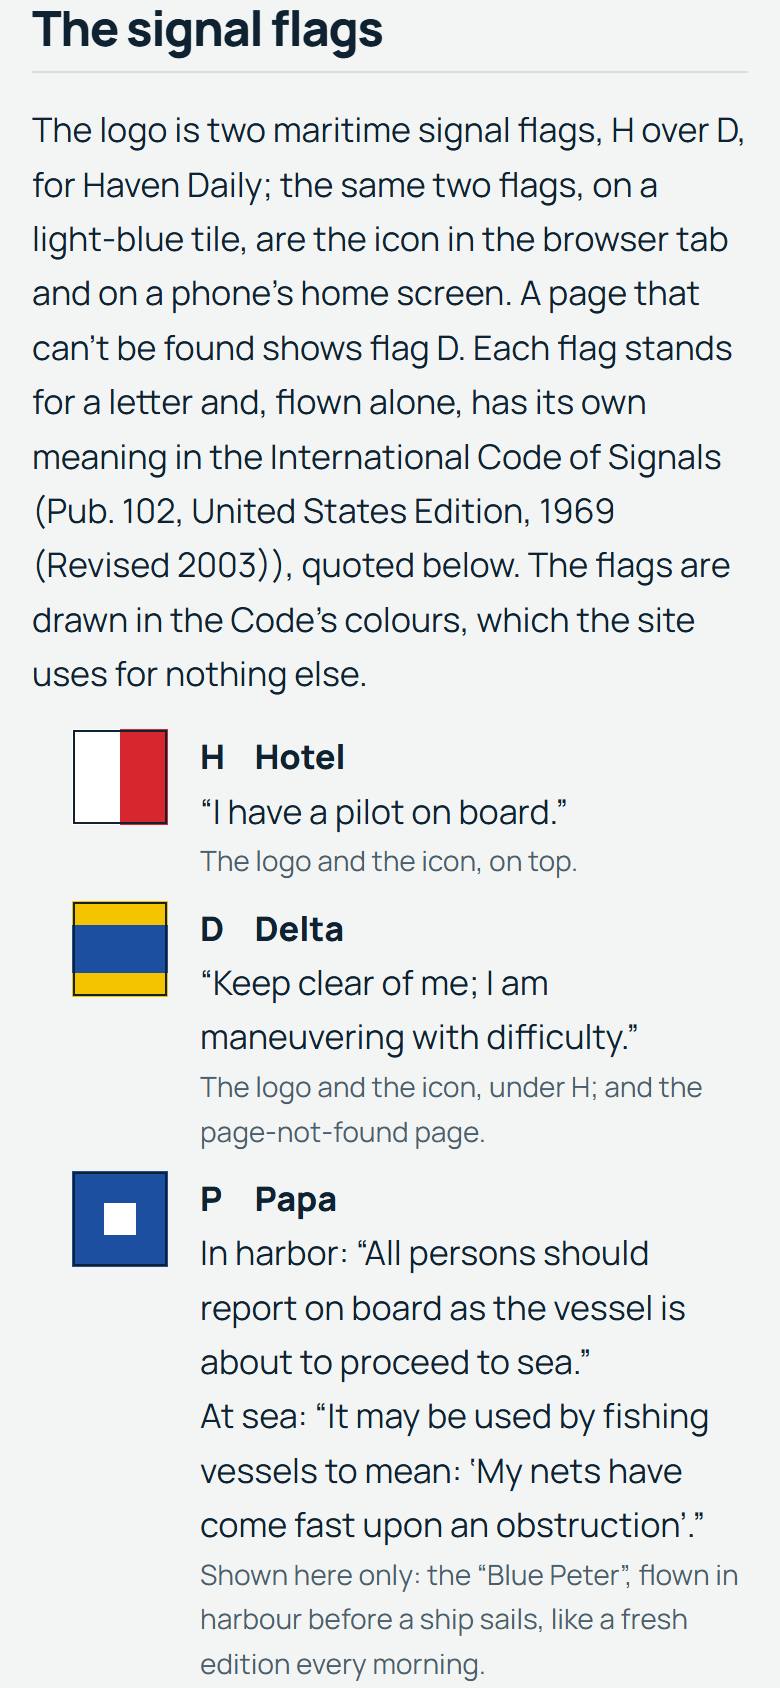 The signal flags
The logo is two maritime signal flags, H over D,
for Haven Daily; the same two flags, on a
light-blue tile, are the icon in the browser tab
and on a phone’s home screen. A page that
can’t be found shows flag D. Each flag stands
for a letter and, flown alone, has its own
meaning in the International Code of Signals
(Pub. 102, United States Edition, 1969
(Revised 2003)), quoted below. The flags are
drawn in the Code’s colours, which the site
uses for nothing else.
H Hotel
“I have a pilot on board.”
The logo and the icon, on top.
D Delta
“Keep clear of me; I am
maneuvering with difficulty.”
The logo and the icon, under H; and the
page-not-found page.
P Papa
In harbor: “All persons should
report on board as the vessel is
about to proceed to sea.”
At sea: “It may be used by fishing
vessels to mean: ‘My nets have
come fast upon an obstruction’.”
Shown here only: the “Blue Peter”, flown in
harbour before a ship sails, like a fresh
edition every morning.